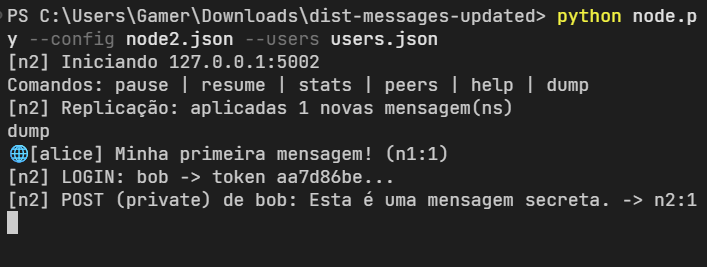 PS C:\Users\Gamer\Downloads\dist-messages-updated> python node.p
y --config node2.json --users users.json
[n2] Iniciando 127.0.0.1:5002
Comandos: pause | resume | stats | peers | help | dump
[n2] Replicação: aplicadas 1 novas mensagem(ns)
dump
🌐[alice] Minha primeira mensagem! (n1:1)
[n2] LOGIN: bob -> token aa7d86be...
[n2] POST (private) de bob: Esta é uma mensagem secreta. -> n2:1